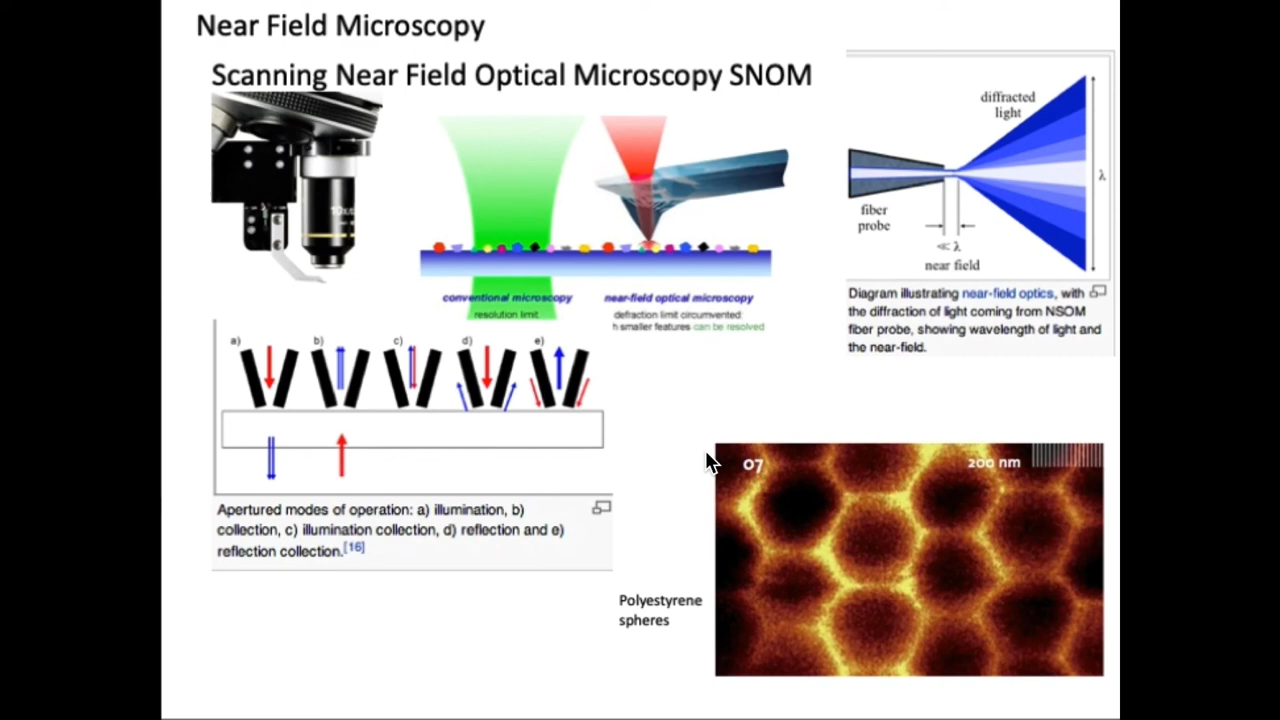 Near Field Microscopy
Scanning Near Field Optical Microscopy SNOM
10x/
conventional microscopy
resolution limit
near-field optical microscopy
defraction limit circumvented:
h smaller features can be resolved
diffracted
light
λ
fiber
probe
≪ λ
near field
Diagram illustrating near-field optics, with
the diffraction of light coming from NSOM
fiber probe, showing wavelength of light and
the near-field.
a)
b)
c)
d)
e)
Apertured modes of operation: a) illumination, b)
collection, c) illumination collection, d) reflection and e)
reflection collection.[16]
07
200 nm
Polyestyrene
spheres